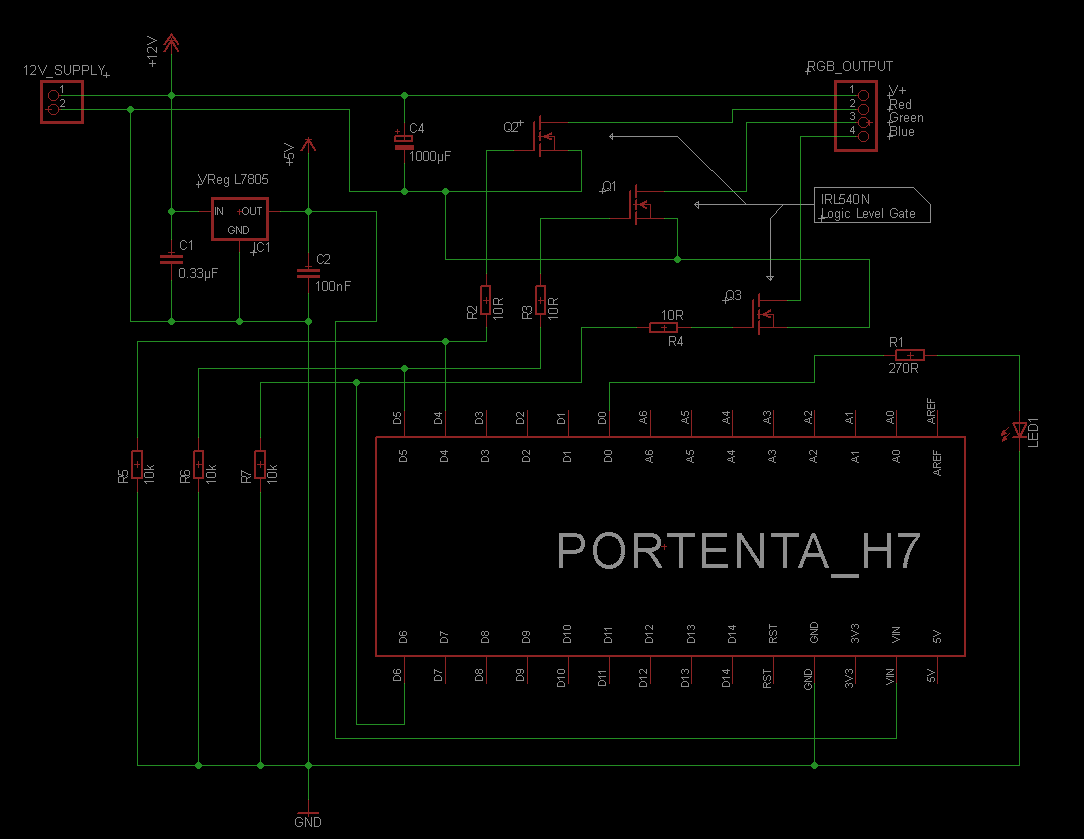 +12V
12V_SUPPLY
1
2
RGB_OUTPUT
1
2
3
4
V+
Red
Green
Blue
Q2
C4
1000µF
+5V
VReg L7805
IN
OUT
GND
IC1
Q1
IRL540N
Logic Level Gate
C1
0.33µF
C2
100nF
R2
10R
R3
10R
Q3
10R
R4
R1
270R
LED1
D5
D4
D3
D2
D1
D0
A6
A5
A4
A3
A2
A1
A0
AREF
D5
D4
D3
D2
D1
D0
A6
A5
A4
A3
A2
A1
A0
AREF
R5
10k
R6
10k
R7
10k
PORTENTA_H7
D6
D7
D8
D9
D10
D11
D12
D13
D14
RST
GND
3V3
VIN
5V
D6
D7
D8
D9
D10
D11
D12
D13
D14
RST
GND
3V3
VIN
5V
GND